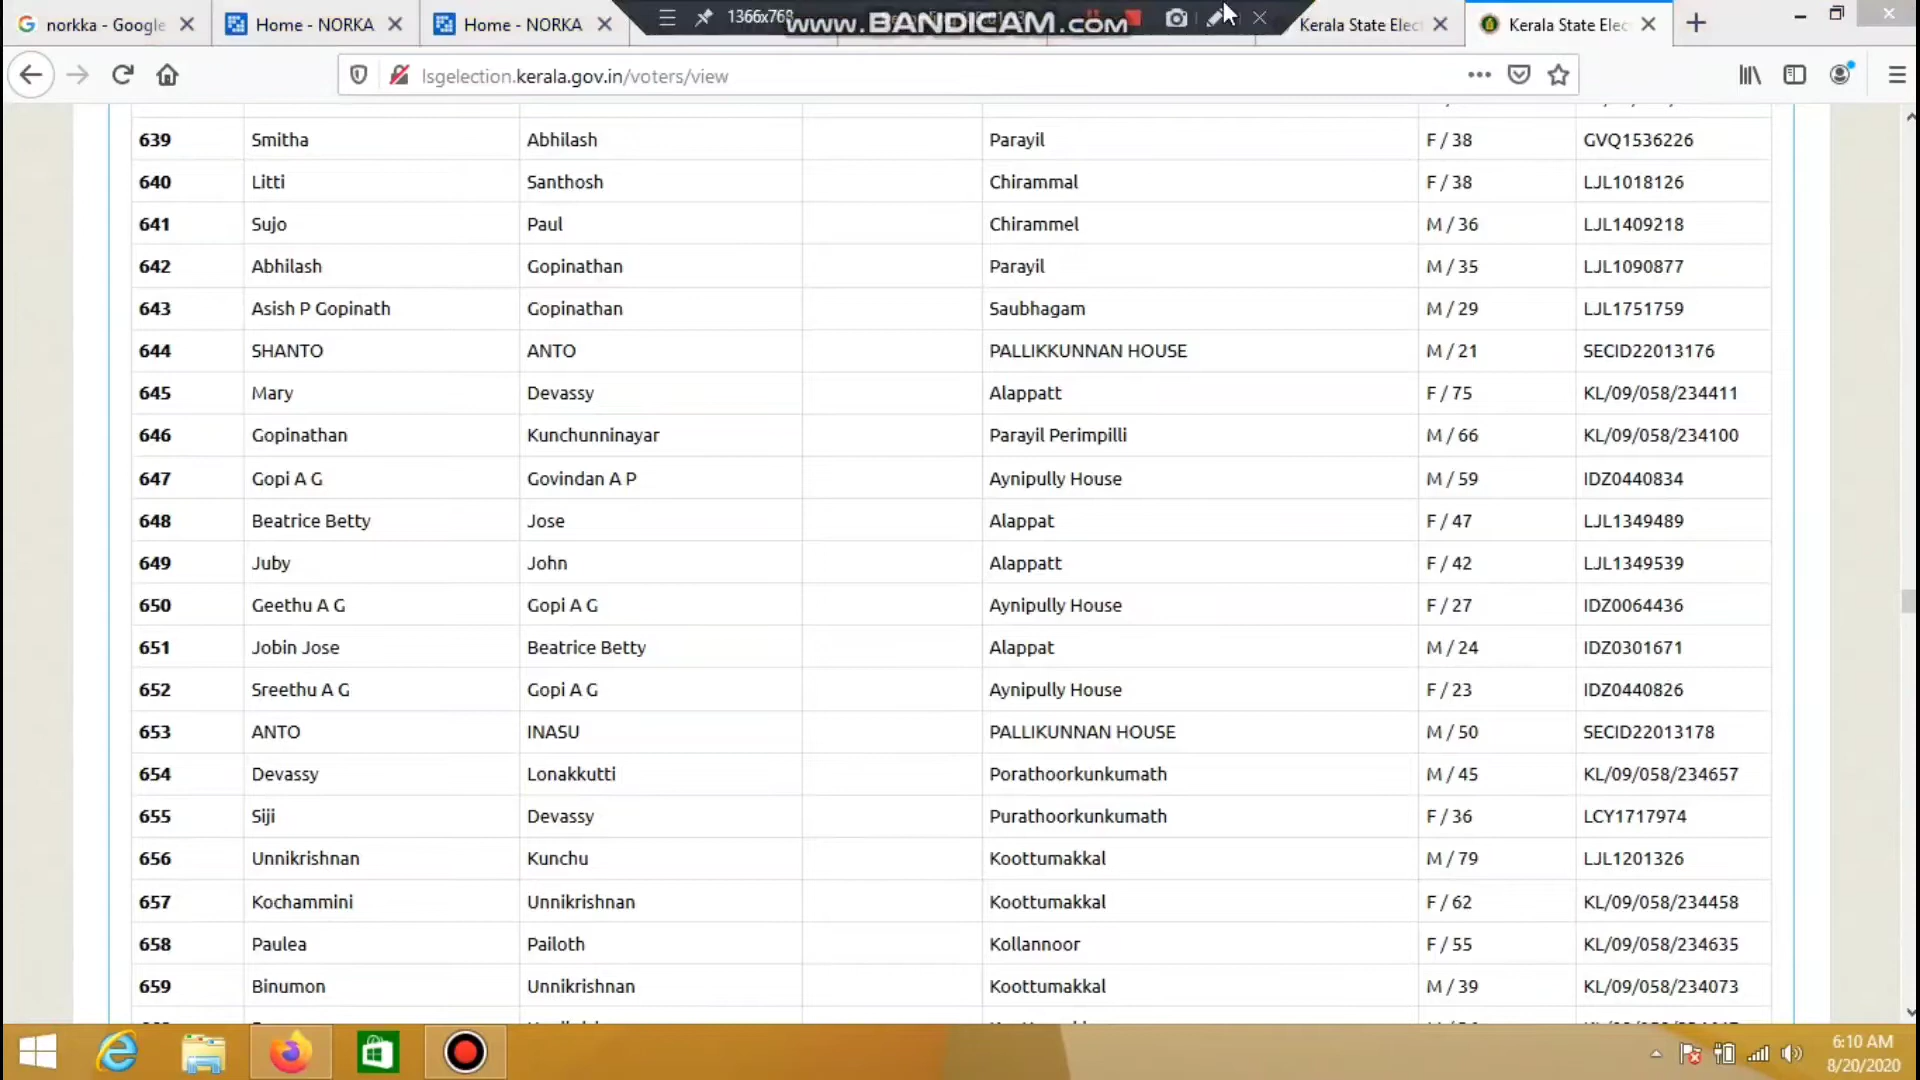 norkka - Google
Home - NORKA
Home - NORKA
1366x768
www.BANDICAM.com
Kerala State Elect
Kerala State Elec
lsgelection.kerala.gov.in/voters/view
639 Smitha Abhilash Parayil F / 38 GVQ1536226
640 Litti Santhosh Chirammal F / 38 LJL1018126
641 Sujo Paul Chirammel M / 36 LJL1409218
642 Abhilash Gopinathan Parayil M / 35 LJL1090877
643 Asish P Gopinath Gopinathan Saubhagam M / 29 LJL1751759
644 SHANTO ANTO PALLIKKUNNAN HOUSE M / 21 SECID22013176
645 Mary Devassy Alappatt F / 75 KL/09/058/234411
646 Gopinathan Kunchunninayar Parayil Perimpilli M / 66 KL/09/058/234100
647 Gopi A G Govindan A P Aynipully House M / 59 IDZ0440834
648 Beatrice Betty Jose Alappat F / 47 LJL1349489
649 Juby John Alappatt F / 42 LJL1349539
650 Geethu A G Gopi A G Aynipully House F / 27 IDZ0064436
651 Jobin Jose Beatrice Betty Alappat M / 24 IDZ0301671
652 Sreethu A G Gopi A G Aynipully House F / 23 IDZ0440826
653 ANTO INASU PALLIKUNNAN HOUSE M / 50 SECID22013178
654 Devassy Lonakkutti Porathoorkunkumath M / 45 KL/09/058/234657
655 Siji Devassy Purathoorkunkumath F / 36 LCY1717974
656 Unnikrishnan Kunchu Koottumakkal M / 79 LJL1201326
657 Kochammini Unnikrishnan Koottumakkal F / 62 KL/09/058/234458
658 Paulea Pailoth Kollannoor F / 55 KL/09/058/234635
659 Binumon Unnikrishnan Koottumakkal M / 39 KL/09/058/234073
6:10 AM
8/20/2020